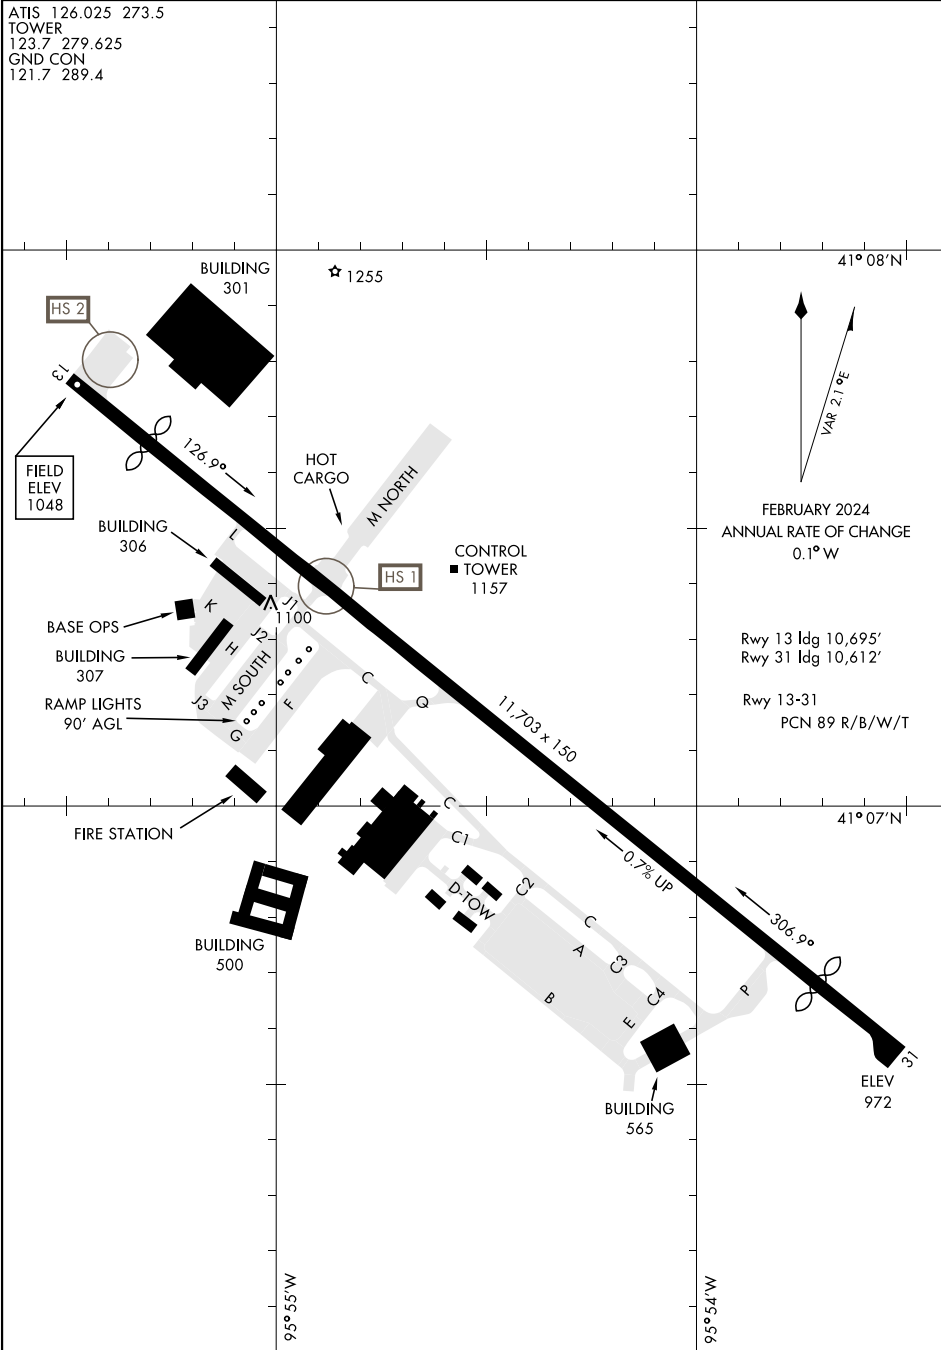 ATIS 126.025 273.5
TOWER
123.7 279.625
GND CON
121.7 289.4
41° 08'N
BUILDING
301
1255
HS 2
13
VAR 2.1°E
126.9°
FIELD
ELEV
1048
HOT
CARGO
M NORTH
FEBRUARY 2024
ANNUAL RATE OF CHANGE
0.1° W
BUILDING
306
L
CONTROL
TOWER
1157
HS 1
J1
1100
K
BASE OPS
J2
H
BUILDING
307
M SOUTH
Rwy 13 ldg 10,695'
Rwy 31 ldg 10,612'
C
Q
J3
F
RAMP LIGHTS
90' AGL
G
Rwy 13-31
PCN 89 R/B/W/T
11,703 x 150
C
41° 07'N
FIRE STATION
C1
0.7% UP
C2
D-TOW
C
306.9°
BUILDING
500
A
C3
B
C4
P
E
31
ELEV
972
BUILDING
565
95° 55'W
95° 54'W